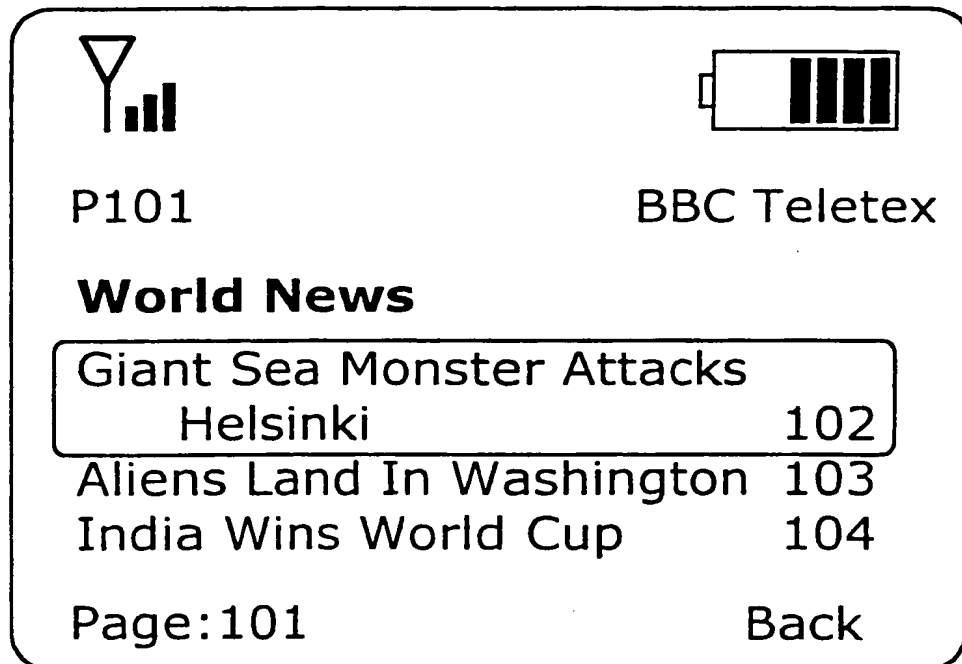 P101 BBC Teletex
World News
Giant Sea Monster Attacks
Helsinki 102
Aliens Land In Washington 103
India Wins World Cup 104
Page:101 Back